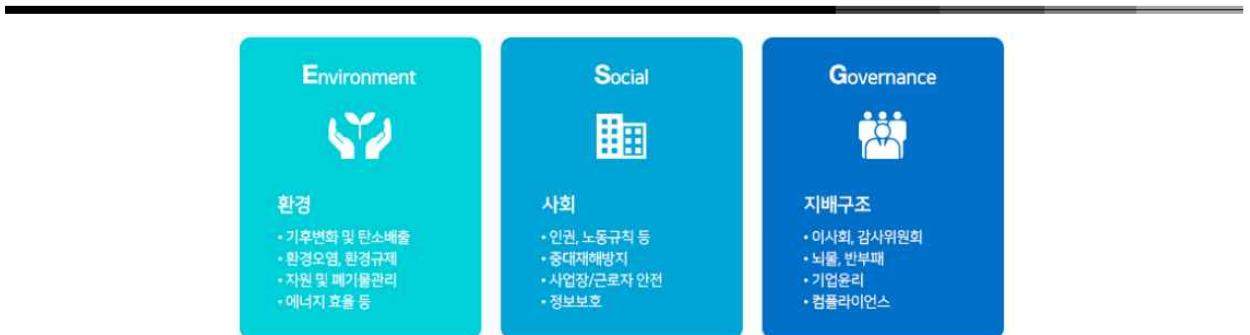 Environment
환경
• 기후변화 및 탄소배출
• 환경오염, 환경규제
• 자원 및 폐기물관리
• 에너지 효율 등
Social
사회
• 인권, 노동규칙 등
• 중대재해방지
• 사업장/근로자 안전
• 정보보호
Governance
지배구조
• 이사회, 감사위원회
• 뇌물, 반부패
• 기업윤리
• 컴플라이언스